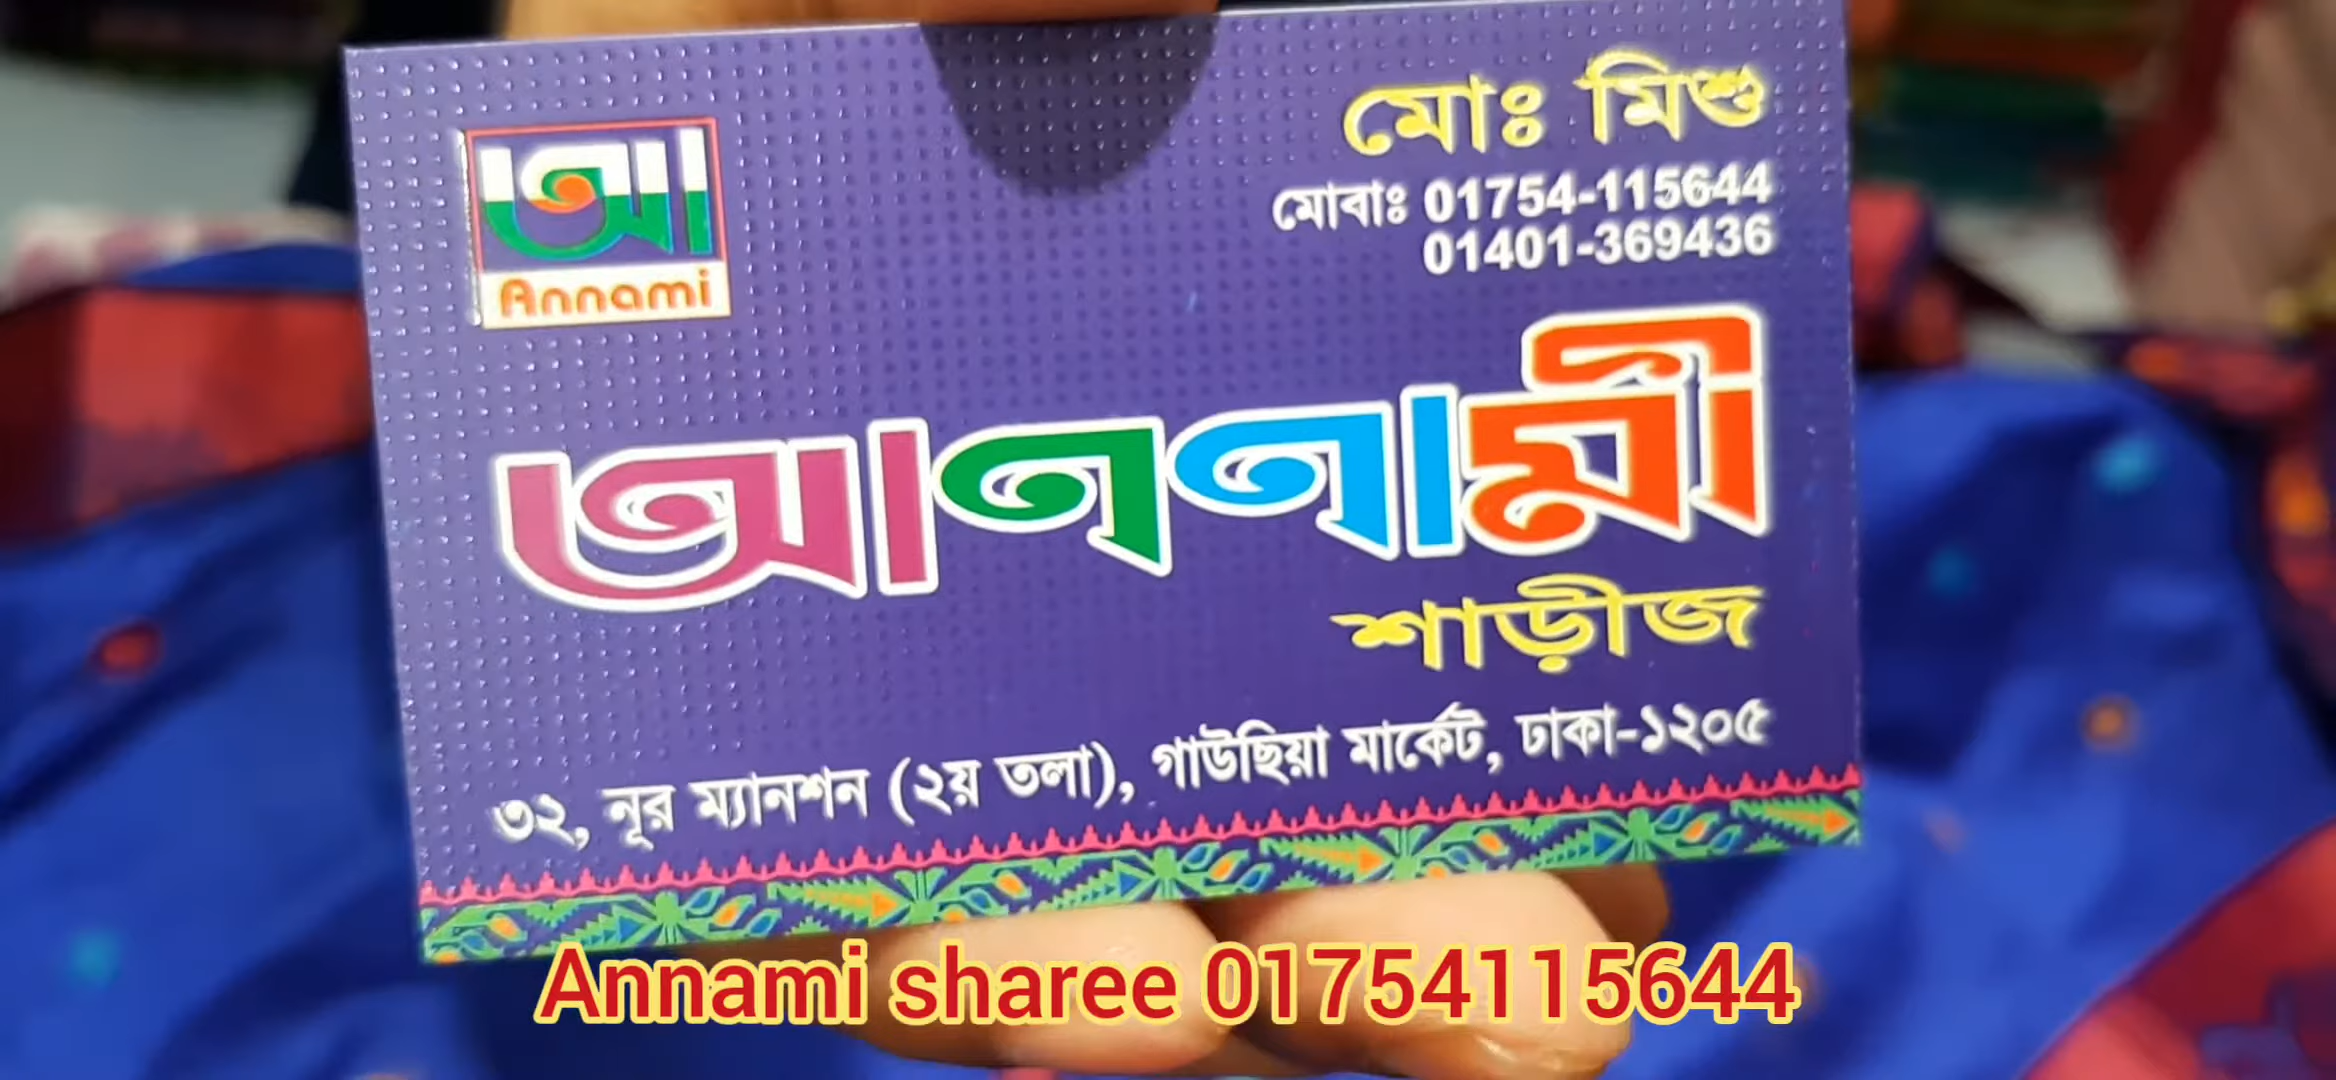 মোঃ মিশু
মোবাঃ 01754-115644
01401-369436
আ
Annami
আননামী
শাড়ীজ
৩২, নূর ম্যানশন (২য় তলা), গাউছিয়া মার্কেট, ঢাকা-১২০৫
Annami sharee 01754115644